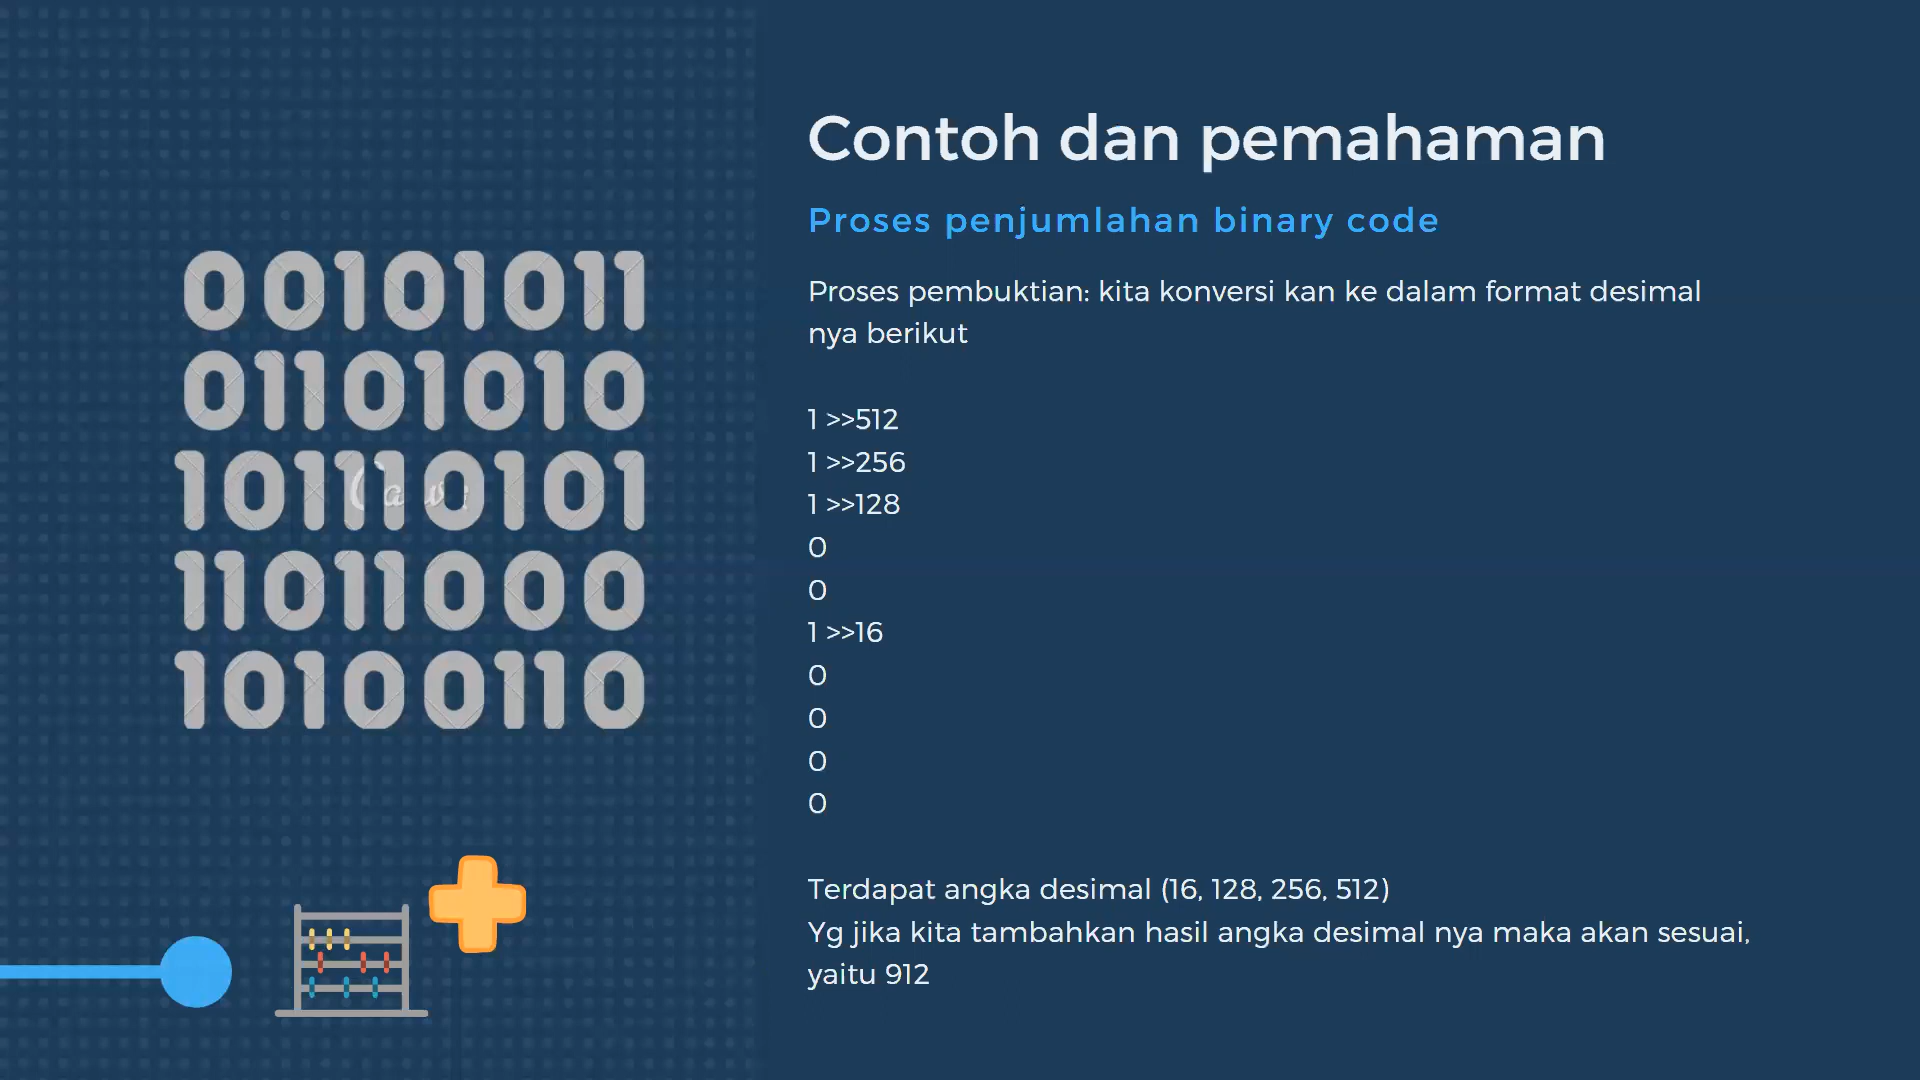 Contoh dan pemahaman
Proses penjumlahan binary code
Proses pembuktian: kita konversi kan ke dalam format desimal
nya berikut
1 >>512
1 >>256
1 >>128
0
0
1 >>16
0
0
0
0
Terdapat angka desimal (16, 128, 256, 512)
Yg jika kita tambahkan hasil angka desimal nya maka akan sesuai,
yaitu 912
00101011
01101010
1011110101
11011000
10100110
Canva